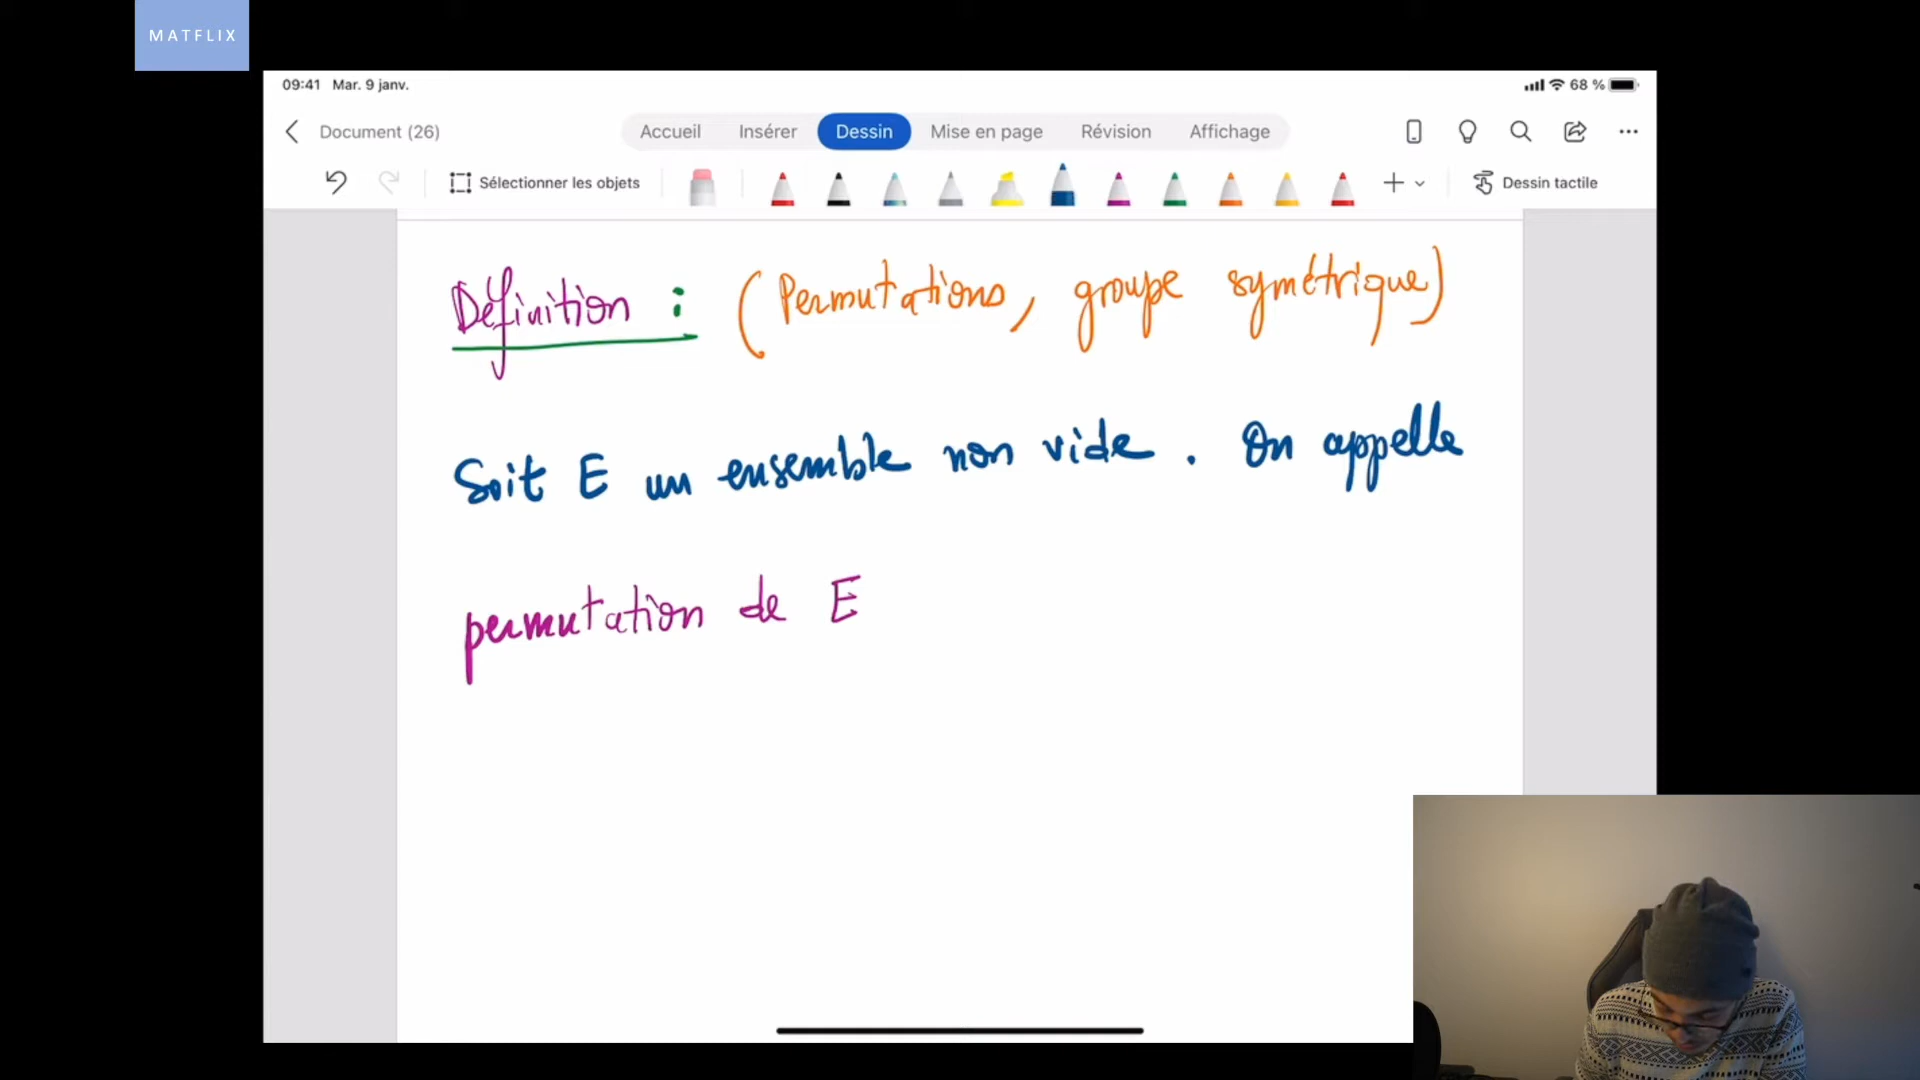 MATFLIX
09:41 Mar. 9 janv.
68 %
Document (26)
Accueil Insérer Dessin Mise en page Révision Affichage
Sélectionner les objets
Dessin tactile
Définition : (Permutations, groupe symétrique)
Soit E un ensemble non vide. On appelle
permutation de E